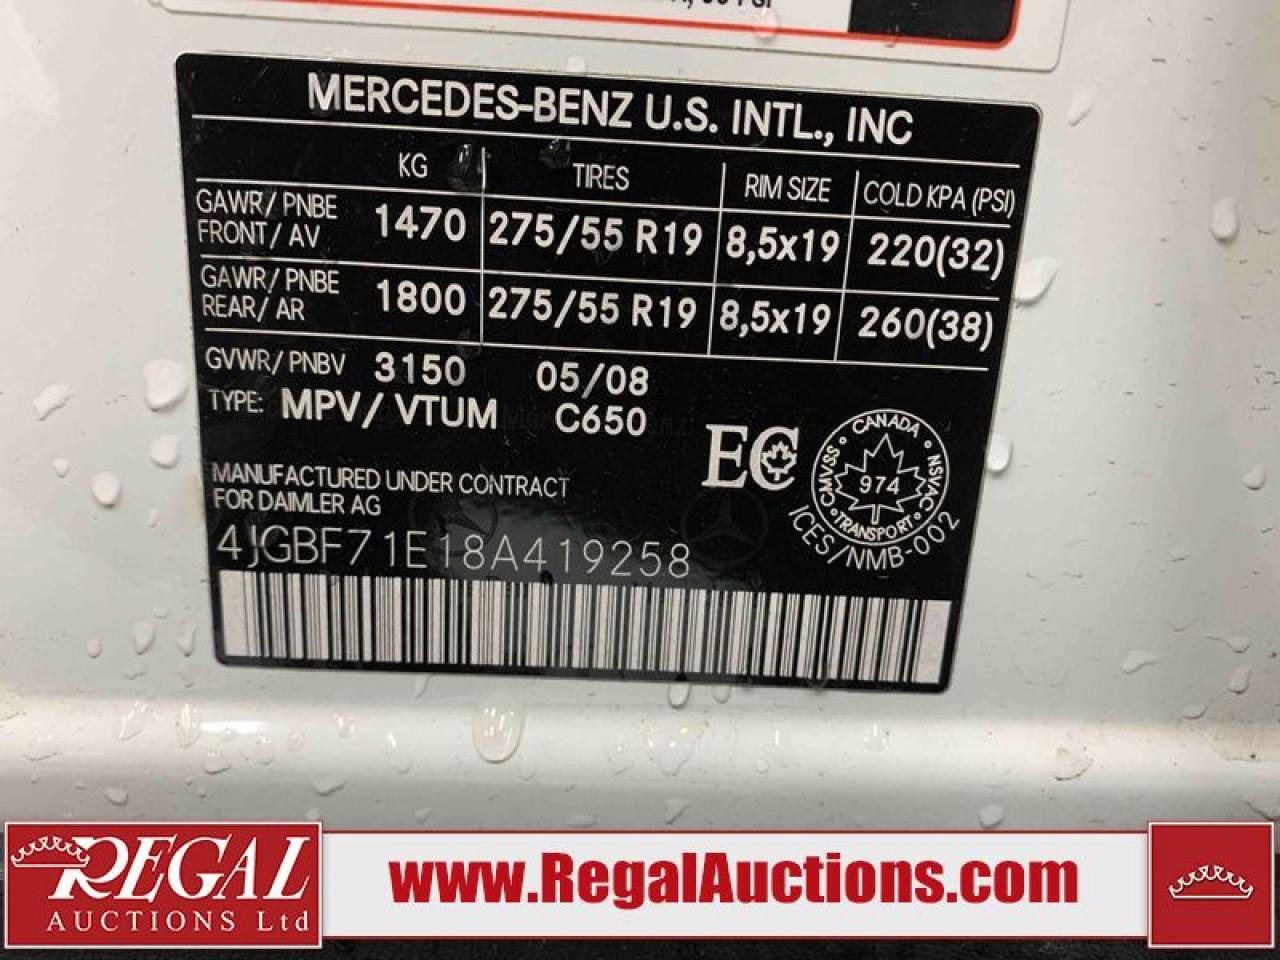 MERCEDES-BENZ U.S. INTL., INC
KG TIRES RIM SIZE COLD KPA (PSI)
GAWR/ PNBE FRONT/ AV 1470 275/55 R19 8,5x19 220(32)
GAWR/ PNBE REAR/ AR 1800 275/55 R19 8,5x19 260(38)
GVWR/ PNBV 3150 05/08
TYPE: MPV/ VTUM C650
EC
CANADA
CMVSS NSVAC
974
TRANSPORT
ICES/NMB-002
MANUFACTURED UNDER CONTRACT
FOR DAIMLER AG
4JGBF71E18A419258
REGAL
AUCTIONS Ltd
www.RegalAuctions.com